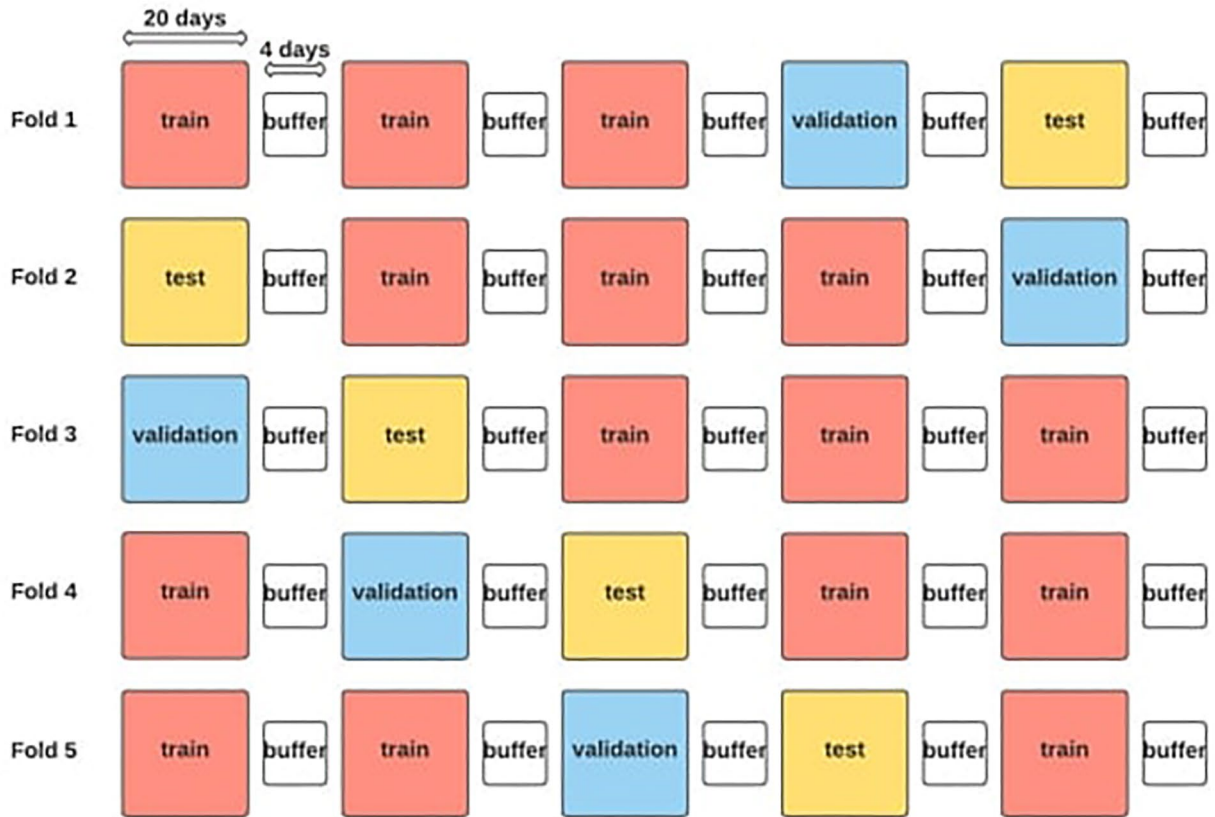 20 days
4 days
Fold 1 train buffer train buffer train buffer validation buffer test buffer
Fold 2 test buffer train buffer train buffer train buffer validation buffer
Fold 3 validation buffer test buffer train buffer train buffer train buffer
Fold 4 train buffer validation buffer test buffer train buffer train buffer
Fold 5 train buffer train buffer validation buffer test buffer train buffer